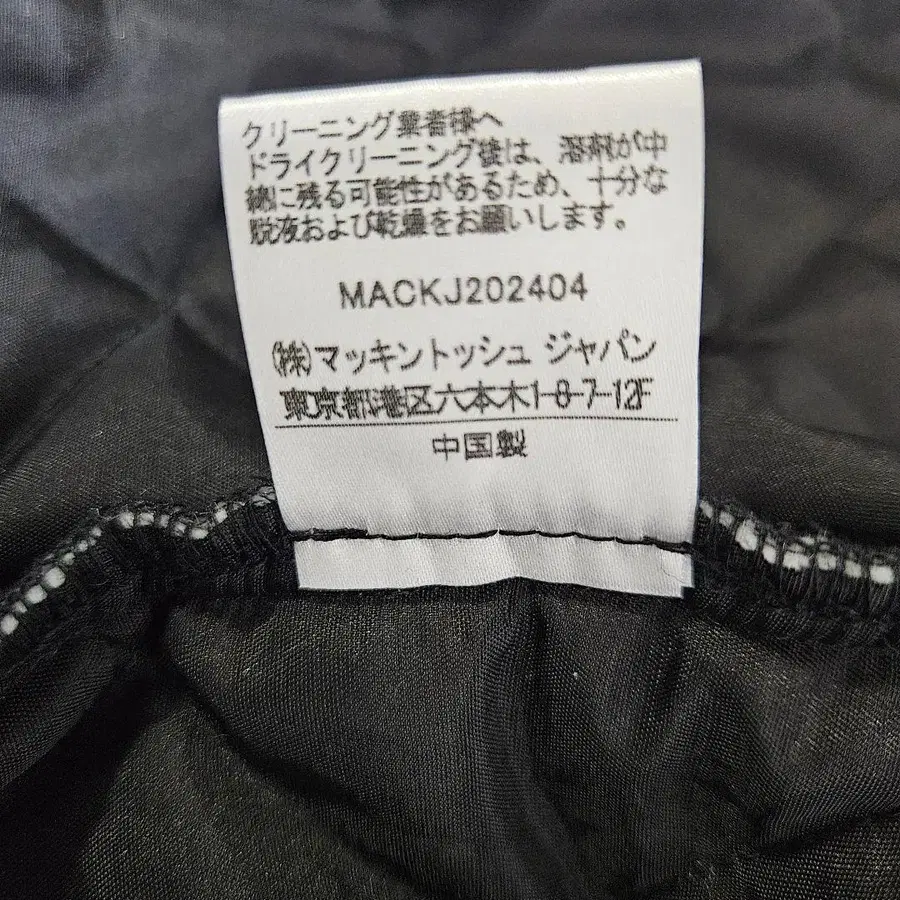 クリーニング業者様へ
ドライクリーニング後は、溶剤が中
綿に残る可能性があるため、十分な
脱液および乾燥をお願いします。
MACKJ202404
(株)マッキントッシュ ジャパン
東京都港区六本木1-8-7-12F
中国製